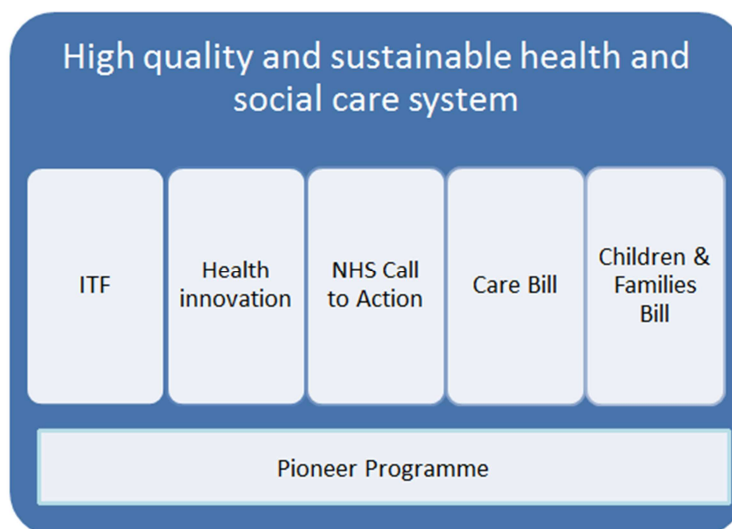 High quality and sustainable health and
social care system
ITF
Health
innovation
NHS Call
to Action
Care Bill
Children &
Families
Bill
Pioneer Programme